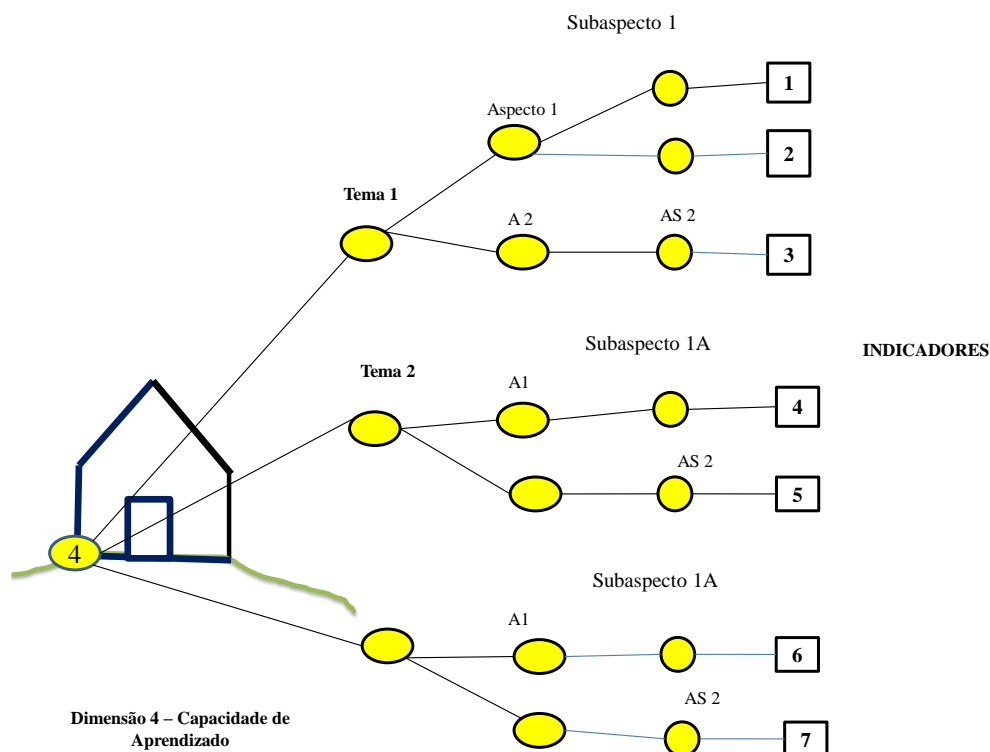 Subaspecto 1
1
Aspecto 1
2
Tema 1
A 2
AS 2
3
Subaspecto 1A
INDICADORES
Tema 2
A1
4
AS 2
5
4
Subaspecto 1A
A1
6
AS 2
7
Dimensão 4 – Capacidade de
Aprendizado